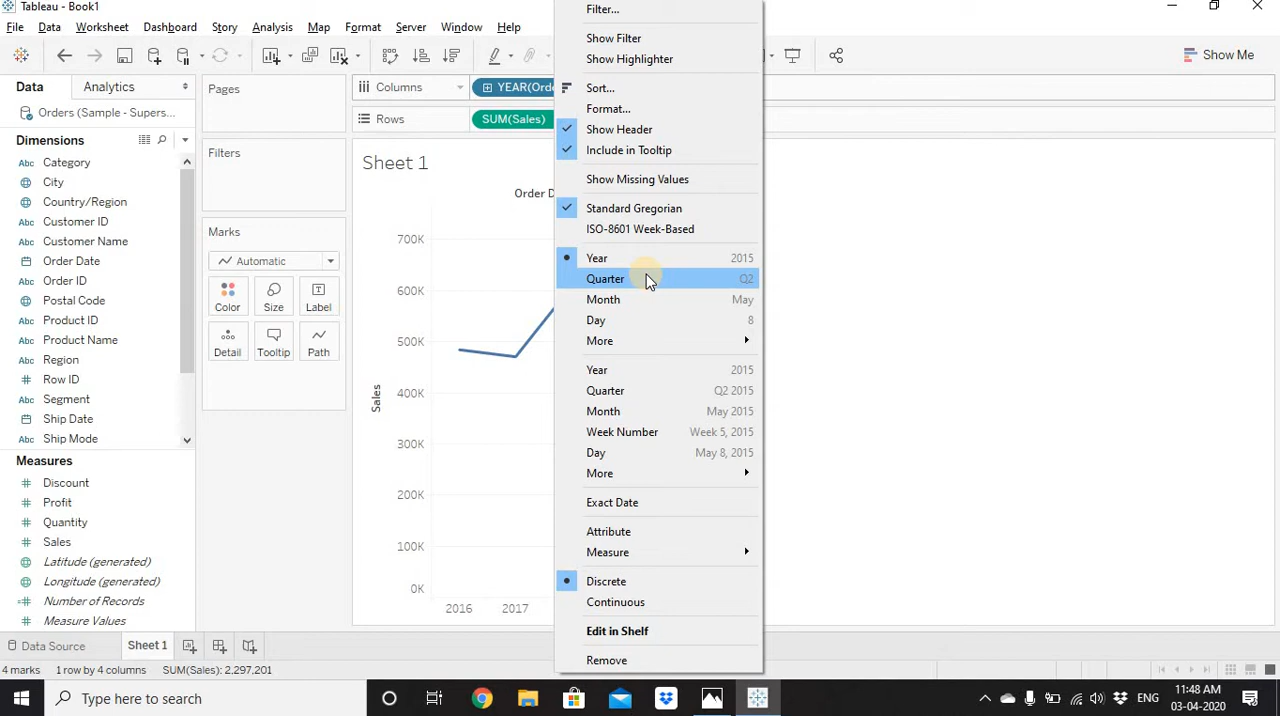 Tableau - Book1
File Data Worksheet Dashboard Story Analysis Map Format Server Window Help
Show Me
Data Analytics
Orders (Sample - Supers...
Dimensions
Abc Category
City
Country/Region
Abc Customer ID
Abc Customer Name
Order Date
Abc Order ID
Postal Code
Abc Product ID
Abc Product Name
Abc Region
Row ID
Abc Segment
Ship Date
Abc Ship Mode
Measures
Discount
Profit
Quantity
Sales
Latitude (generated)
Longitude (generated)
Number of Records
Measure Values
Pages
Filters
Marks
Automatic
Color Size Label
Detail Tooltip Path
Columns YEAR(Orde
Rows SUM(Sales)
Sheet 1
Order D
Sales
700K
600K
500K
400K
300K
200K
100K
0K
2016 2017
Filter...
Show Filter
Show Highlighter
Sort...
Format...
Show Header
Include in Tooltip
Show Missing Values
Standard Gregorian
ISO-8601 Week-Based
Year 2015
Quarter Q2
Month May
Day 8
More
Year 2015
Quarter Q2 2015
Month May 2015
Week Number Week 5, 2015
Day May 8, 2015
More
Exact Date
Attribute
Measure
Discrete
Continuous
Edit in Shelf
Remove
Data Source Sheet 1
4 marks 1 row by 4 columns SUM(Sales): 2,297,201
Type here to search
ENG
11:48 AM
03-04-2020